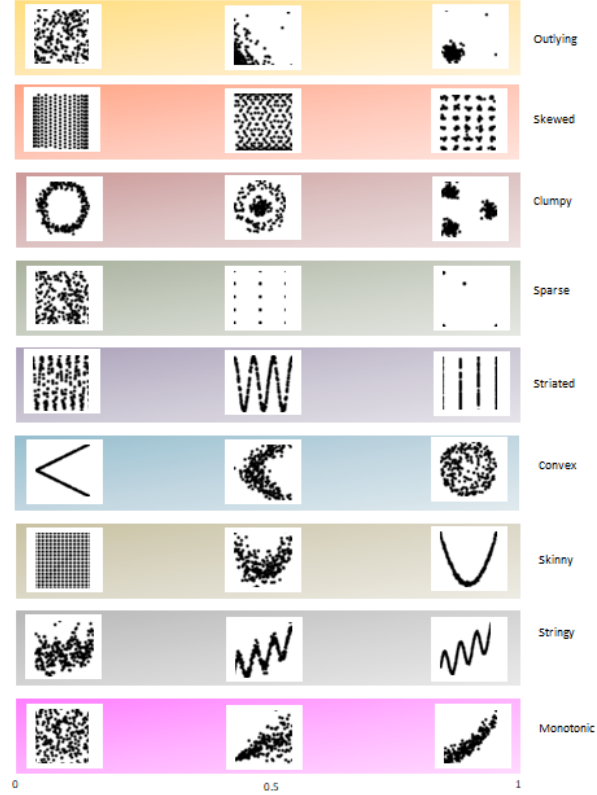 Outlying
Skewed
Clumpy
Sparse
Striated
Convex
Skinny
Stringy
Monotonic
0 0.5 1